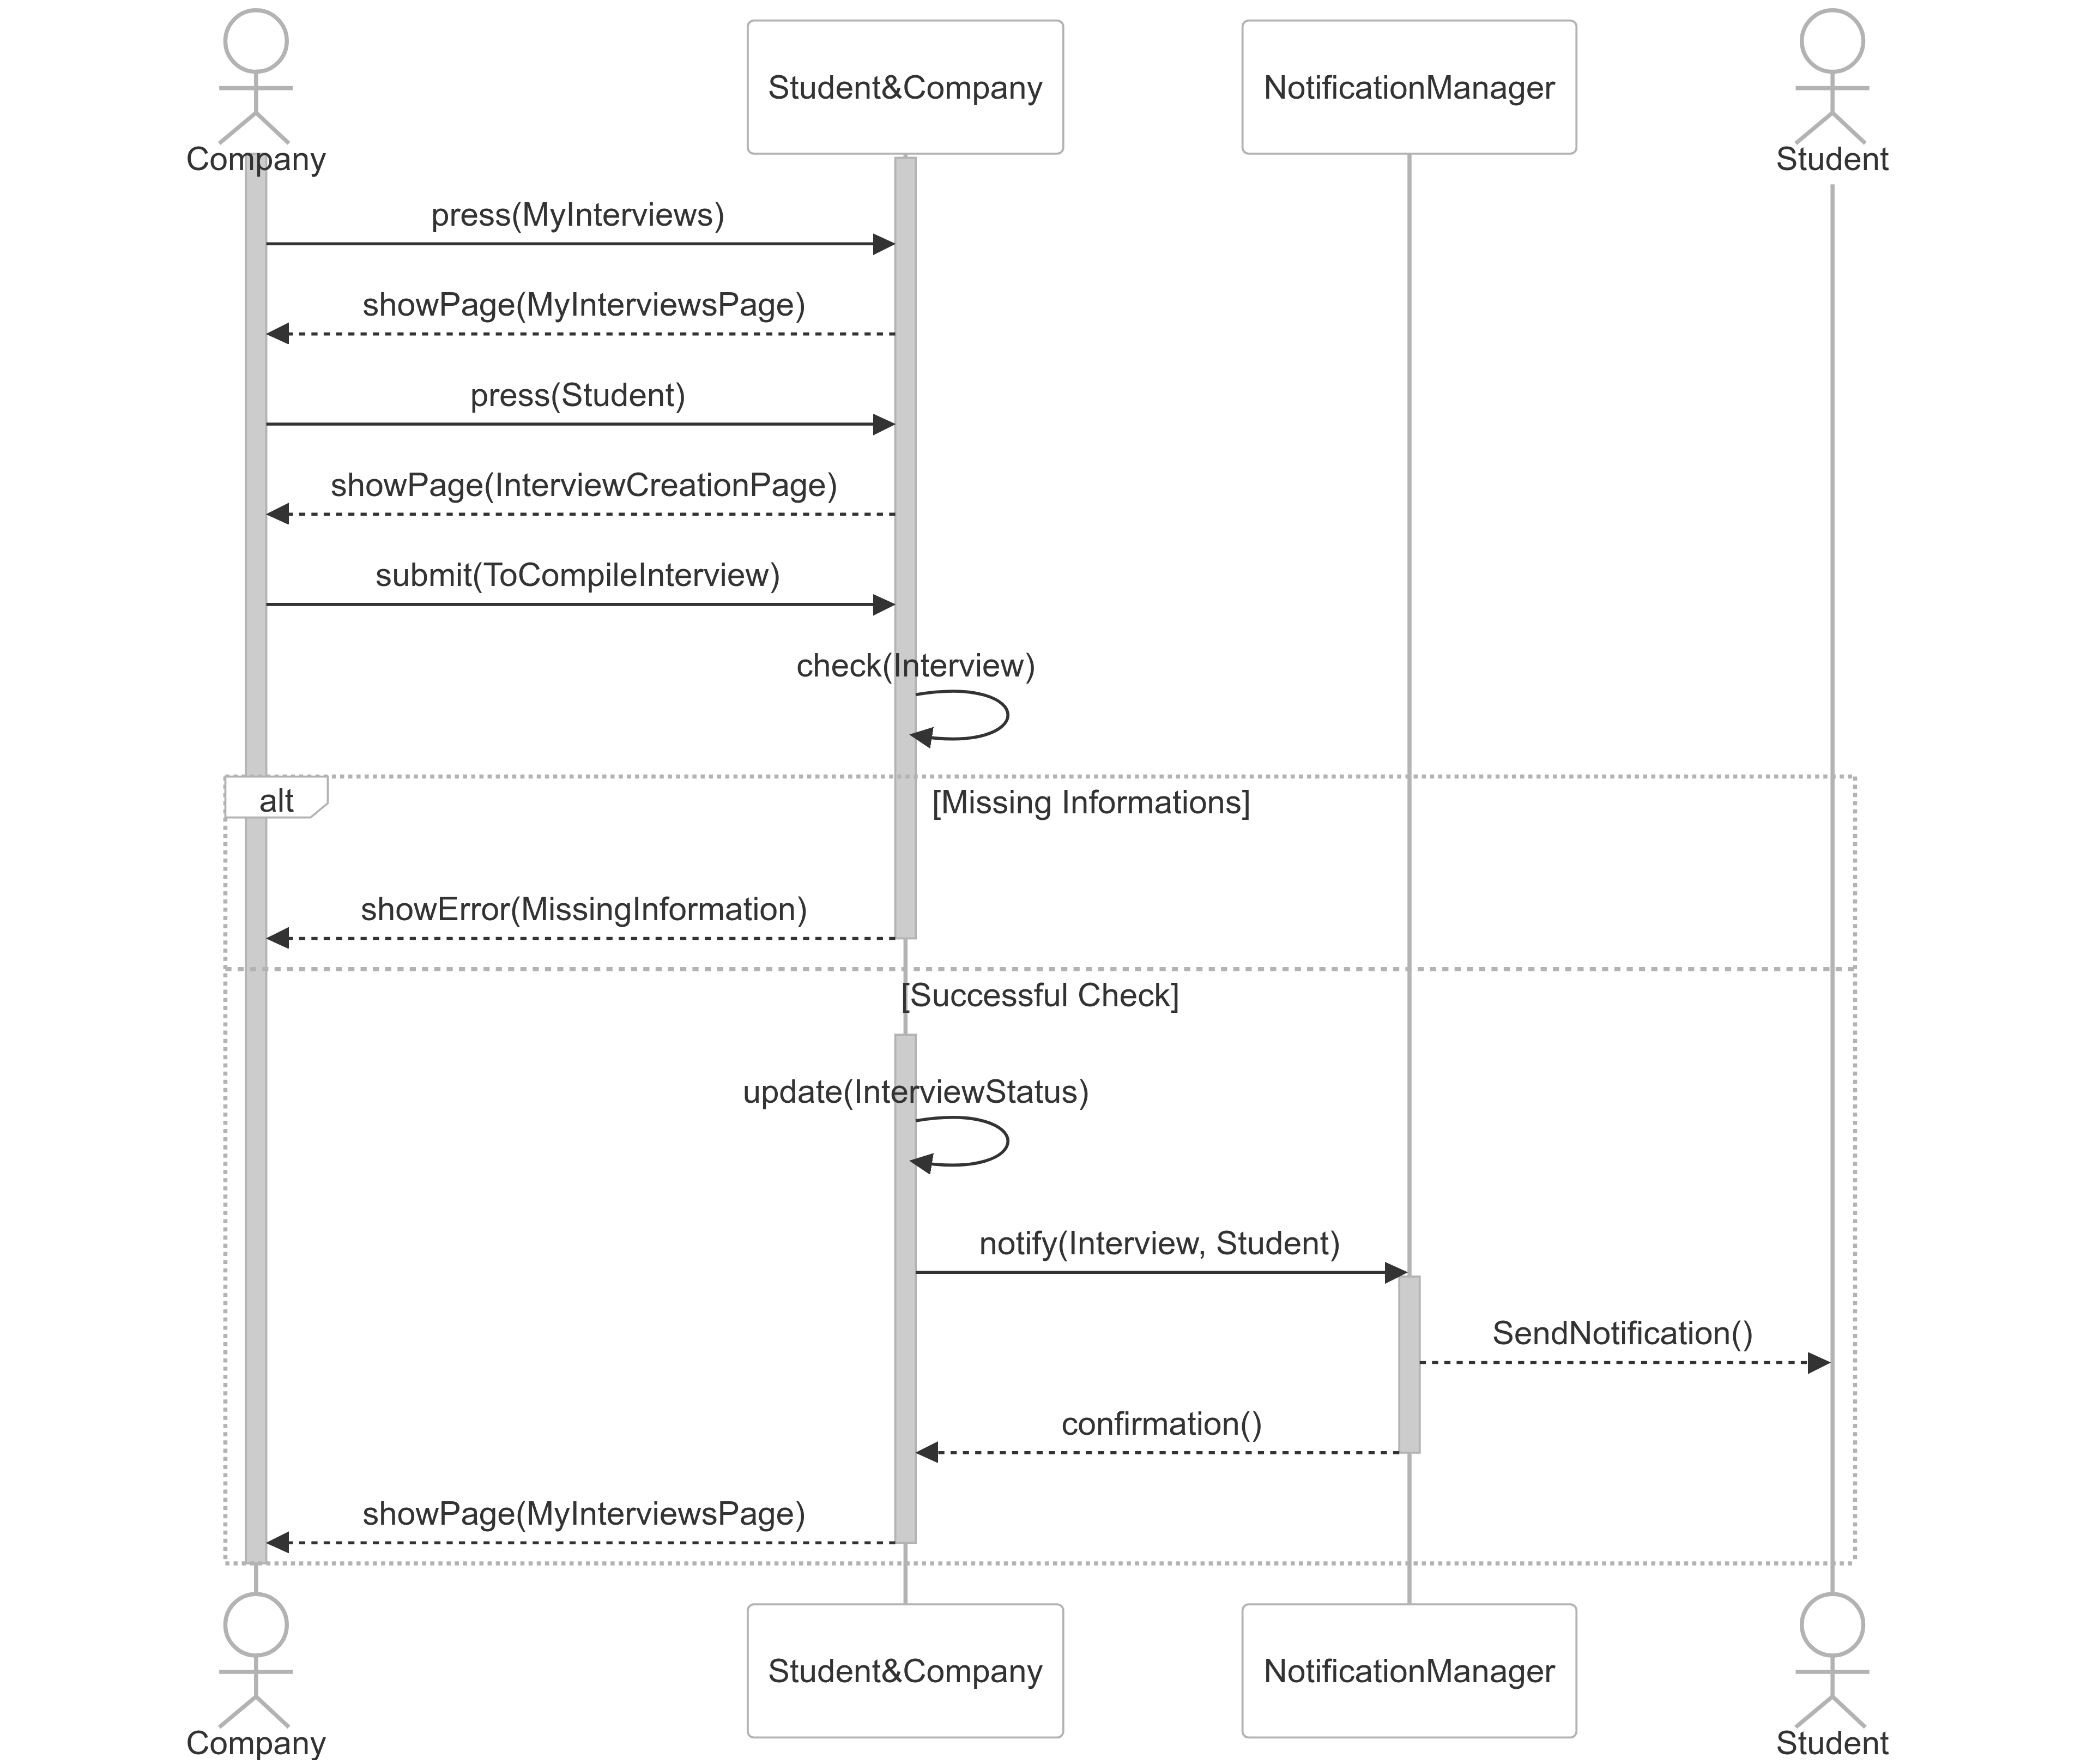 Company
Student&Company
NotificationManager
Student
press(MyInterviews)
showPage(MyInterviewsPage)
press(Student)
showPage(InterviewCreationPage)
submit(ToCompileInterview)
check(Interview)
alt
[Missing Informations]
showError(MissingInformation)
[Successful Check]
update(InterviewStatus)
notify(Interview, Student)
SendNotification()
confirmation()
showPage(MyInterviewsPage)
Company
Student&Company
NotificationManager
Student